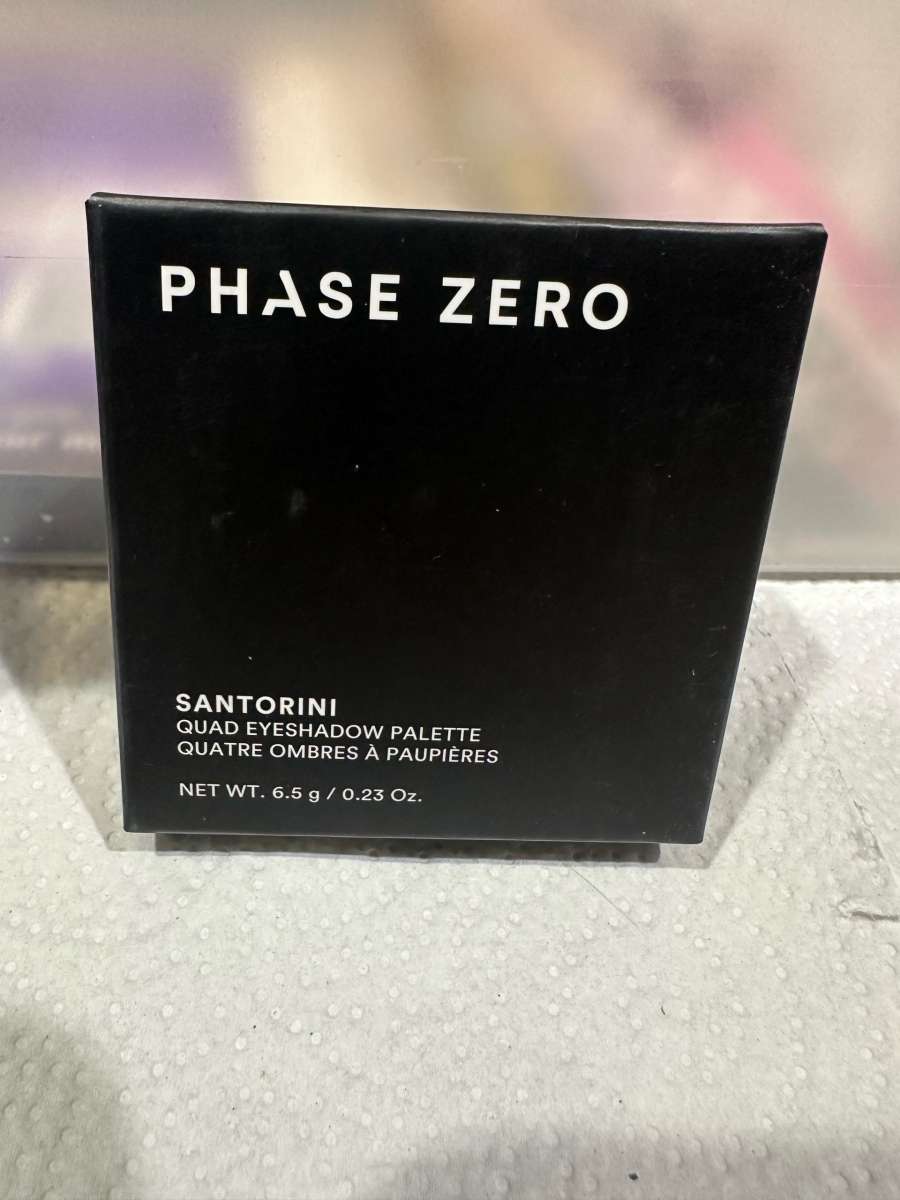 PHASE ZERO
SANTORINI
QUAD EYESHADOW PALETTE
QUATRE OMBRES À PAUPIÈRES
NET WT. 6.5 g / 0.23 Oz.